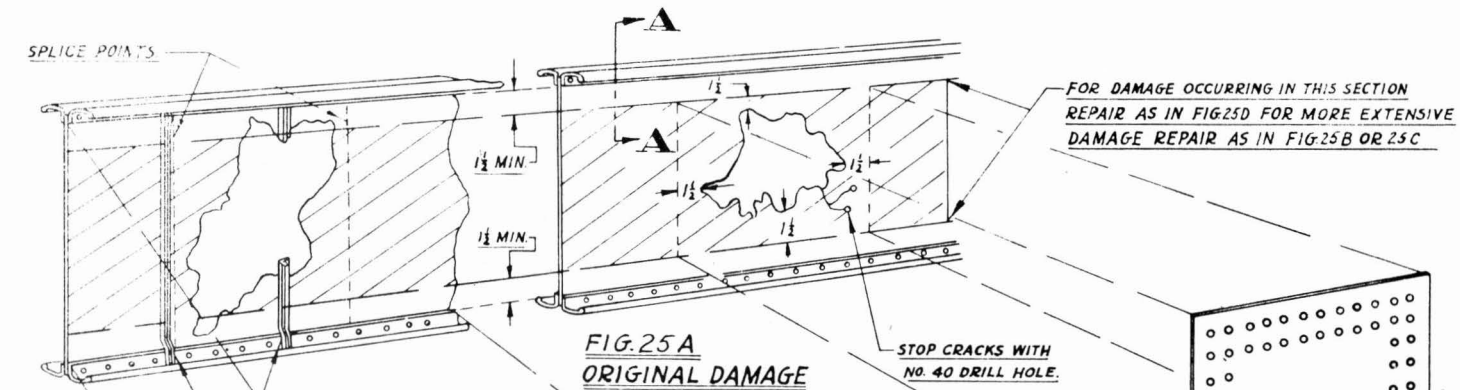 SPLICE POINTS
A
A
1½ MIN.
1½ MIN.
1½
1½
1½
1½
FOR DAMAGE OCCURRING IN THIS SECTION
REPAIR AS IN FIG.25D FOR MORE EXTENSIVE
DAMAGE REPAIR AS IN FIG.25B OR 25C
FIG.25A
ORIGINAL DAMAGE
STOP CRACKS WITH
NO. 40 DRILL HOLE.